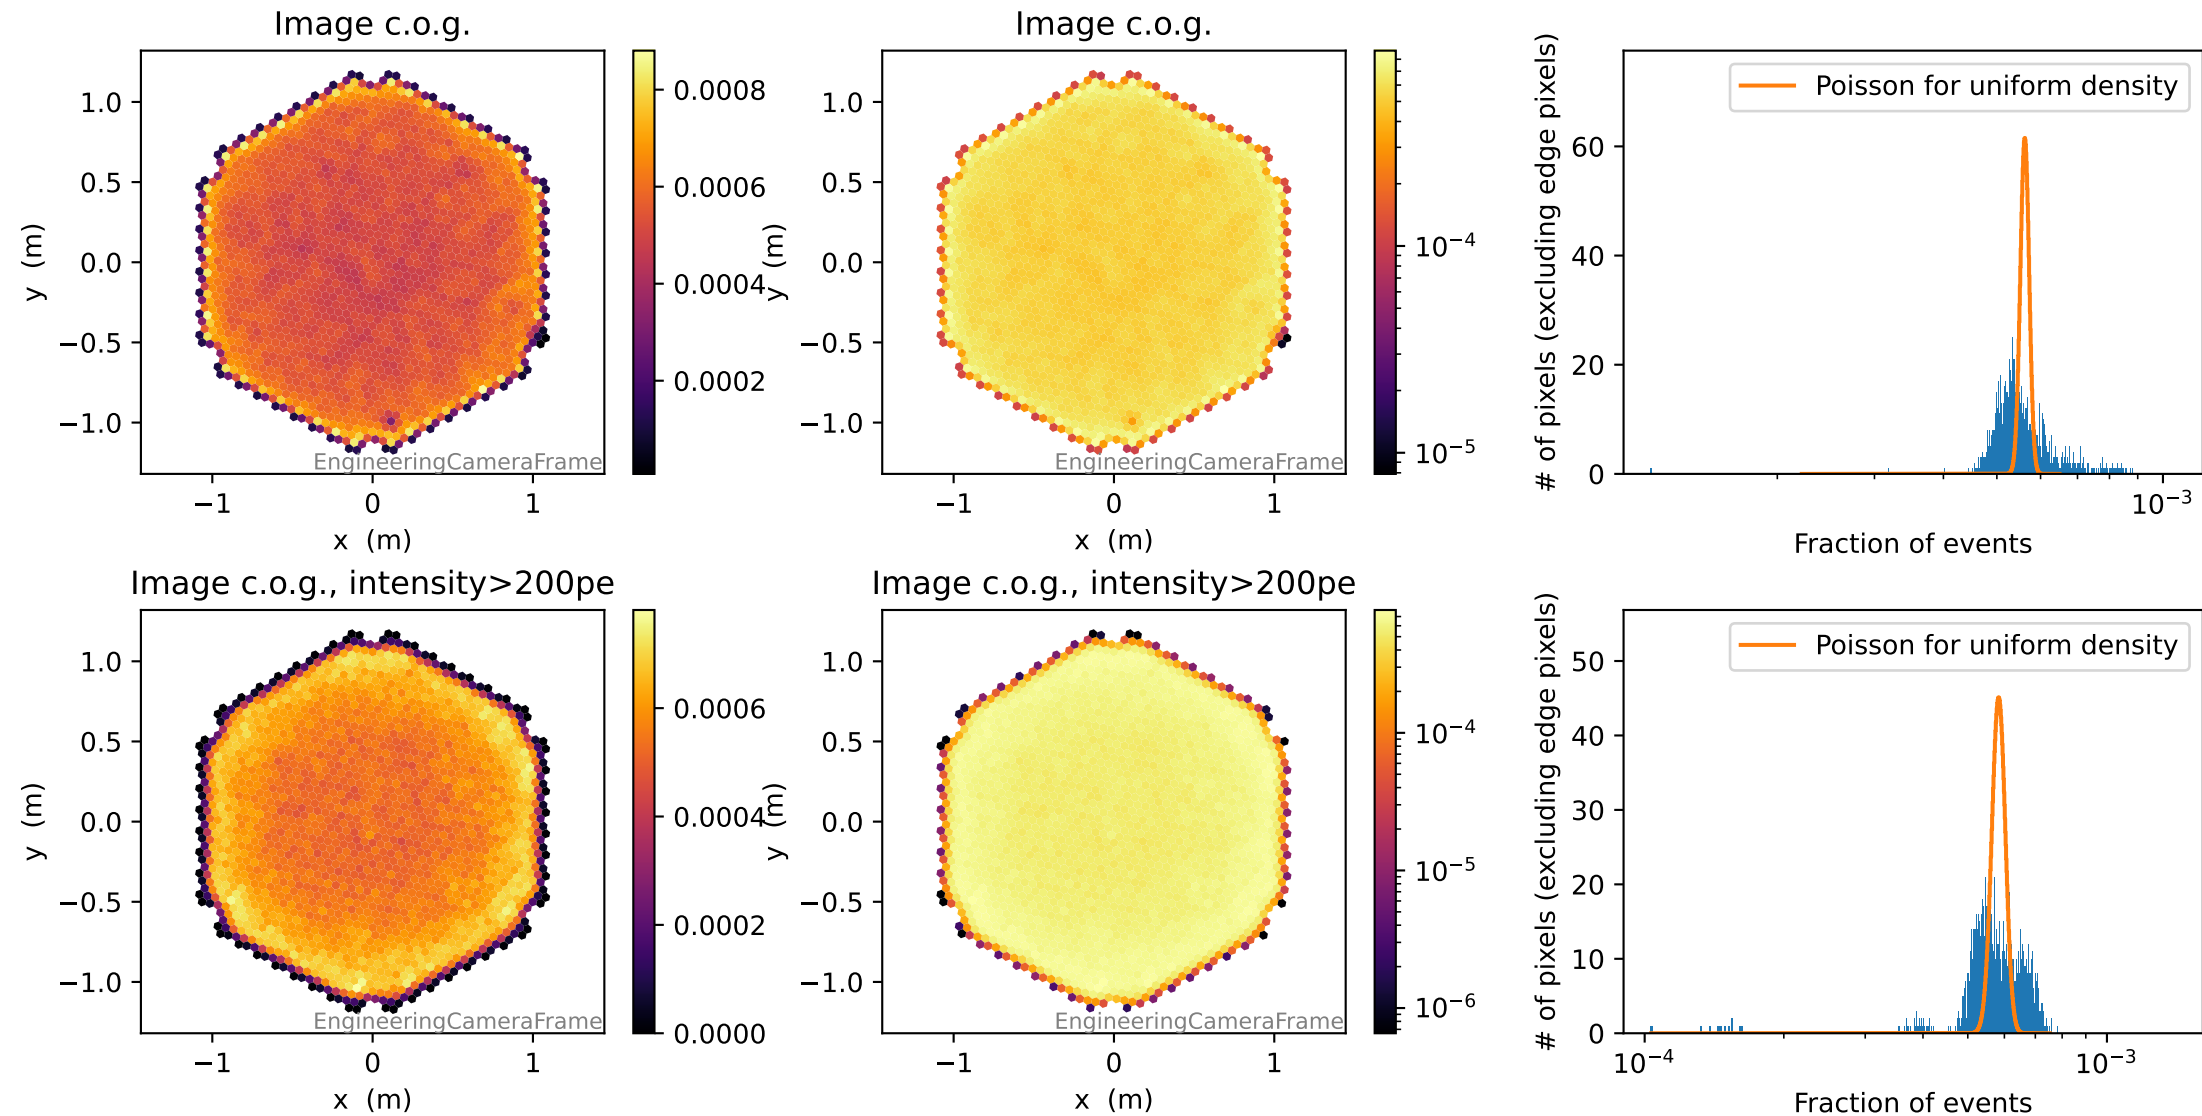 Image c.o.g.
1.0
0.5
0.0
−0.5
−1.0
y (m)
−1
0
1
x (m)
EngineeringCameraFrame
0.0008
0.0006
0.0004
0.0002
Image c.o.g.
1.0
0.5
0.0
−0.5
−1.0
y (m)
−1
0
1
x (m)
EngineeringCameraFrame
10⁻⁴
10⁻⁵
# of pixels (excluding edge pixels)
60
40
20
0
Poisson for uniform density
10⁻³
Fraction of events
Image c.o.g., intensity>200pe
1.0
0.5
0.0
−0.5
−1.0
y (m)
−1
0
1
x (m)
EngineeringCameraFrame
0.0006
0.0004
0.0002
0.0000
Image c.o.g., intensity>200pe
1.0
0.5
0.0
−0.5
−1.0
y (m)
−1
0
1
x (m)
EngineeringCameraFrame
10⁻⁴
10⁻⁵
10⁻⁶
# of pixels (excluding edge pixels)
50
40
30
20
10
0
Poisson for uniform density
10⁻⁴
10⁻³
Fraction of events